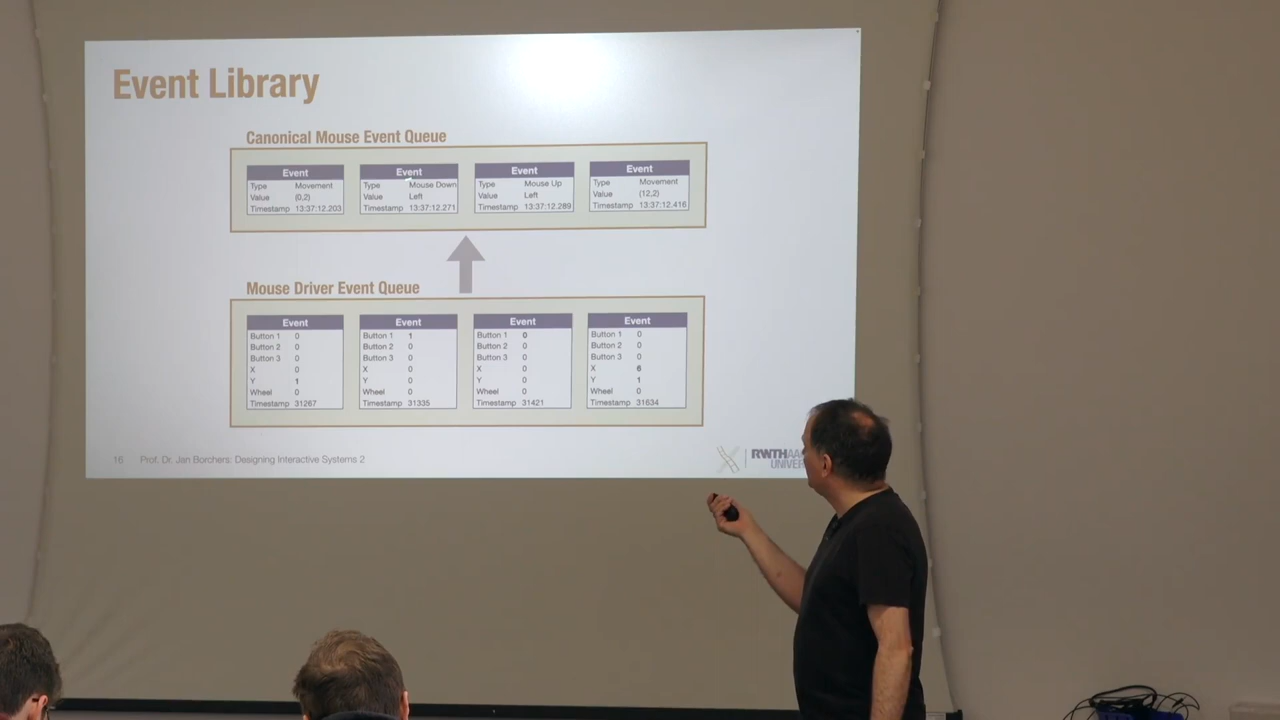 Event Library
Canonical Mouse Event Queue
Event
Type Movement
Value (0,2)
Timestamp 13:37:12.203
Event
Type Mouse Down
Value Left
Timestamp 13:37:12.271
Event
Type Mouse Up
Value Left
Timestamp 13:37:12.289
Event
Type Movement
Value (12,2)
Timestamp 13:37:12.416
Mouse Driver Event Queue
Event
Button 1 0
Button 2 0
Button 3 0
X 0
Y 1
Wheel 0
Timestamp 31267
Event
Button 1 1
Button 2 0
Button 3 0
X 0
Y 0
Wheel 0
Timestamp 31335
Event
Button 1 0
Button 2 0
Button 3 0
X 0
Y 0
Wheel 0
Timestamp 31421
Event
Button 1 0
Button 2 0
Button 3 0
X 6
Y 1
Wheel 0
Timestamp 31634
16 Prof. Dr. Jan Borchers: Designing Interactive Systems 2
RWTH